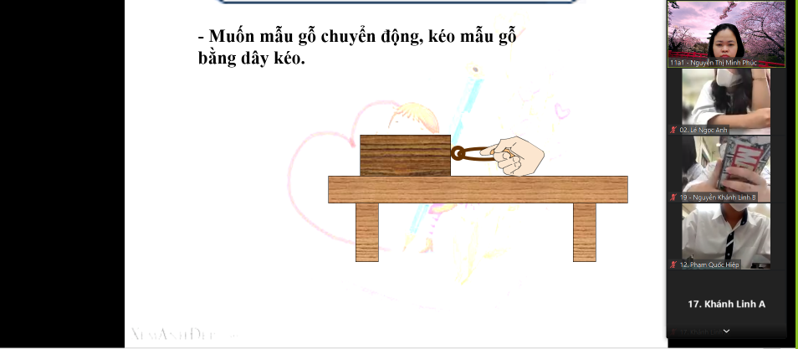 - Muốn mẫu gỗ chuyển động, kéo mẫu gỗ
bằng dây kéo.
11a1 - Nguyễn Thị Minh Phúc
02. Lê Ngọc Anh
19 - Nguyễn Khánh Linh B
12. Phạm Quốc Hiệp
17. Khánh Linh A